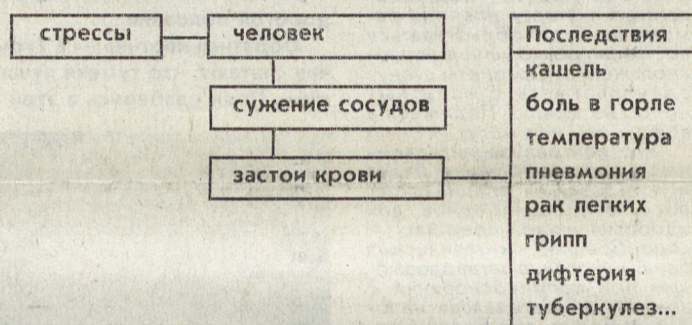 стрессы
человек
сужение сосудов
застои крови
Последствия
кашель
боль в горле
температура
пневмония
рак легких
грипп
дифтерия
туберкулез...